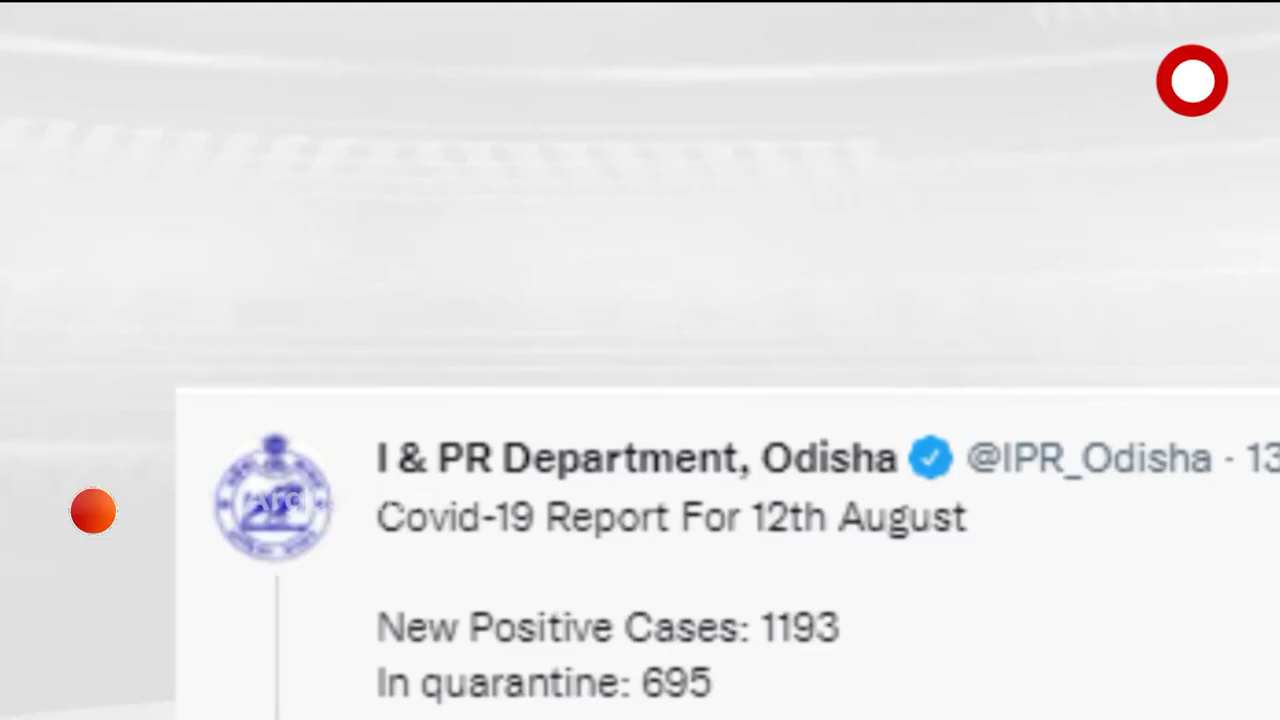 I & PR Department, Odisha @IPR_Odisha · 13
Covid-19 Report For 12th August
New Positive Cases: 1193
In quarantine: 695